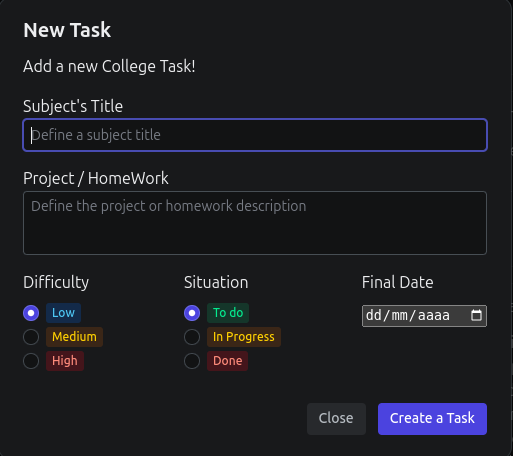 New Task
Add a new College Task!
Subject's Title
Define a subject title
Project / HomeWork
Define the project or homework description
Difficulty Situation Final Date
Low To do dd/mm/aaaa
Medium In Progress
High Done
Close Create a Task